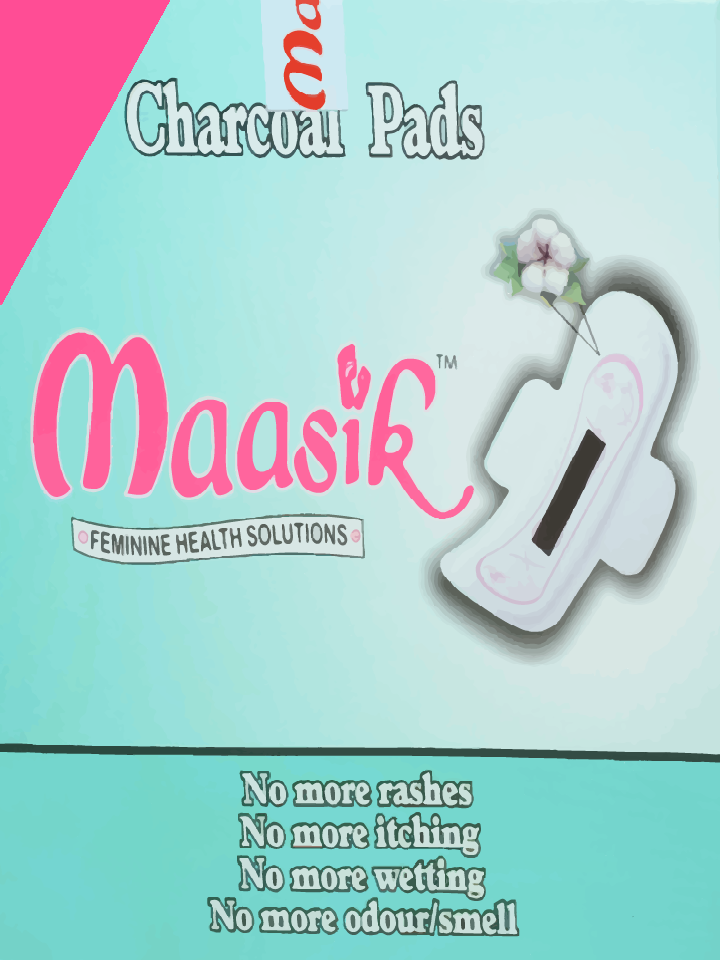 Ma
Charcoal Pads
Maasik™
FEMININE HEALTH SOLUTIONS
No more rashes
No more itching
No more wetting
No more odour/smell